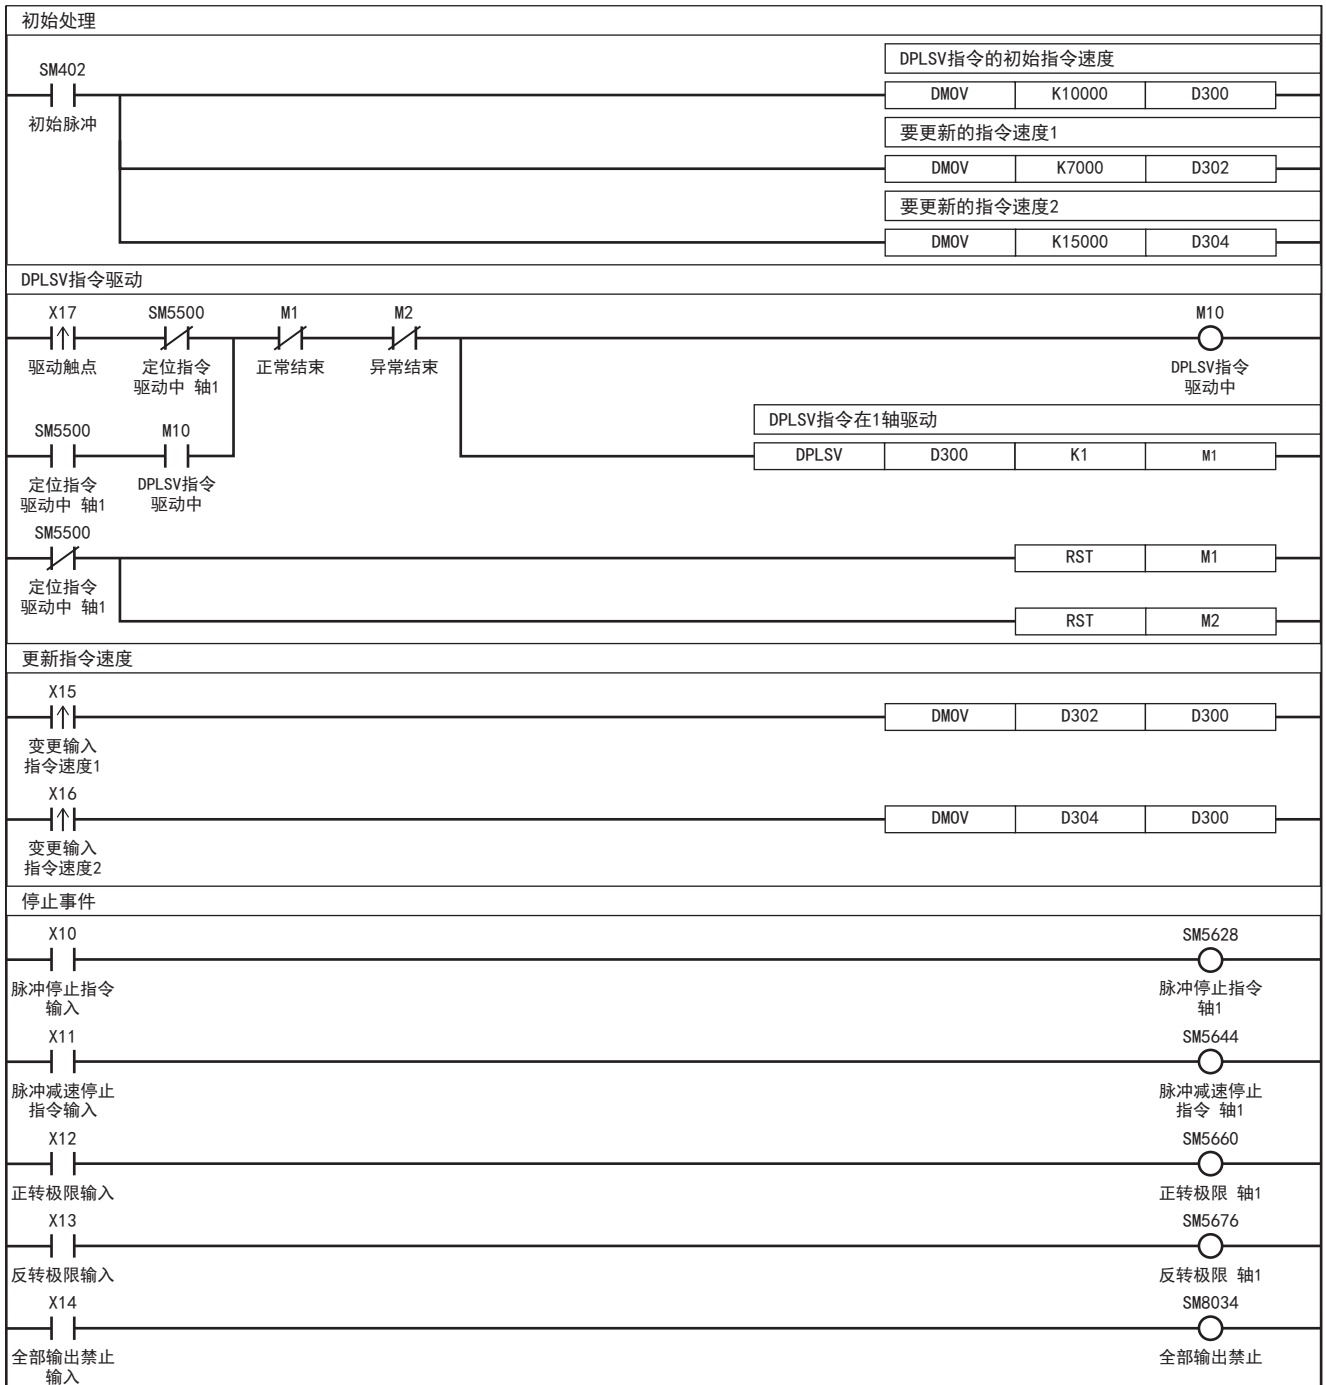 初始处理
DPLSV指令的初始指令速度
SM402
DMOV K10000 D300
初始脉冲
要更新的指令速度1
DMOV K7000 D302
要更新的指令速度2
DMOV K15000 D304
DPLSV指令驱动
X17 SM5500 M1 M2 M10
驱动触点 定位指令 正常结束 异常结束 DPLSV指令
驱动中 轴1 驱动中
DPLSV指令在1轴驱动
SM5500 M10
DPLSV D300 K1 M1
定位指令 DPLSV指令
驱动中 轴1 驱动中
SM5500
RST M1
定位指令
驱动中 轴1
RST M2
更新指令速度
X15
DMOV D302 D300
变更输入
指令速度1
X16
DMOV D304 D300
变更输入
指令速度2
停止事件
X10 SM5628
脉冲停止指令 脉冲停止指令
输入 轴1
X11 SM5644
脉冲减速停止 脉冲减速停止
指令输入 指令 轴1
X12 SM5660
正转极限输入 正转极限 轴1
X13 SM5676
反转极限输入 反转极限 轴1
X14 SM8034
全部输出禁止 全部输出禁止
输入